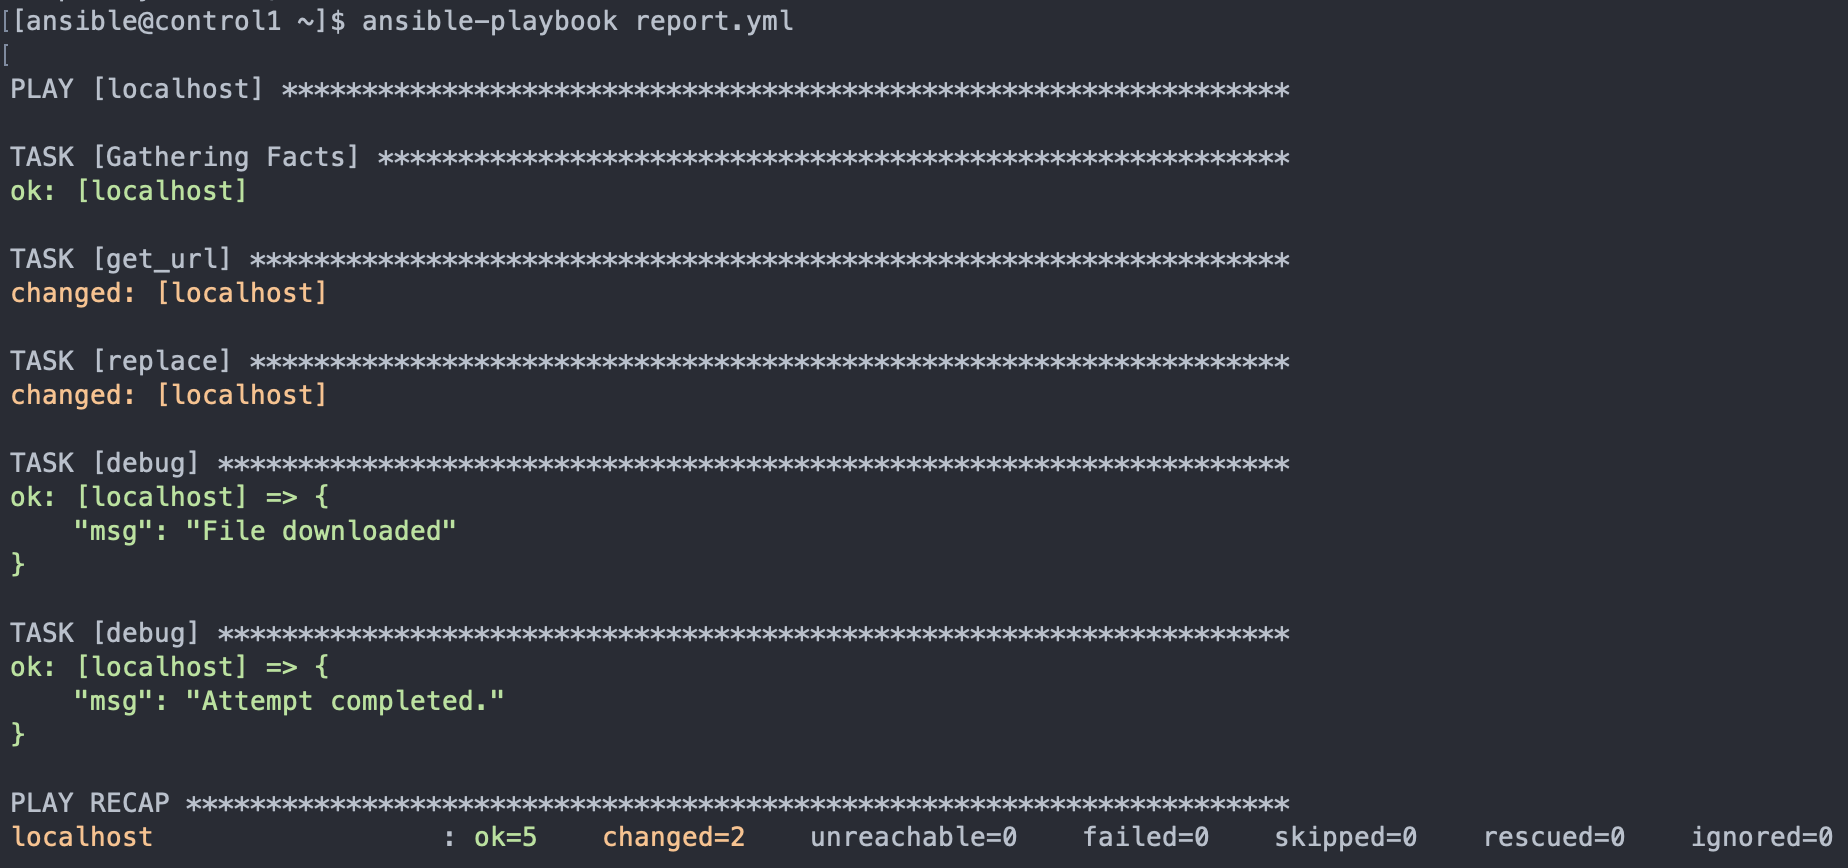 [[ansible@control1 ~]$ ansible-playbook report.yml
[
PLAY [localhost] ***************************************************************
TASK [Gathering Facts] *********************************************************
ok: [localhost]
TASK [get_url] *****************************************************************
changed: [localhost]
TASK [replace] *****************************************************************
changed: [localhost]
TASK [debug] *******************************************************************
ok: [localhost] => {
    "msg": "File downloaded"
}
TASK [debug] *******************************************************************
ok: [localhost] => {
    "msg": "Attempt completed."
}
PLAY RECAP *********************************************************************
localhost                  : ok=5    changed=2    unreachable=0    failed=0    skipped=0    rescued=0    ignored=0